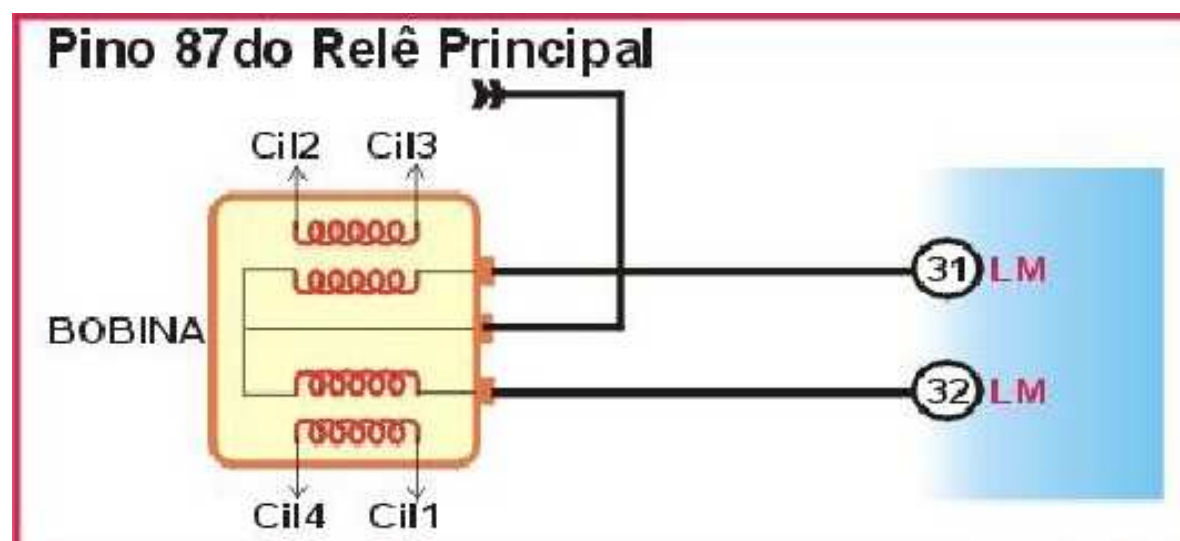 Pino 87do Relê Principal
Cil2 Cil3
31 LM
BOBINA
32 LM
Cil4 Cil1